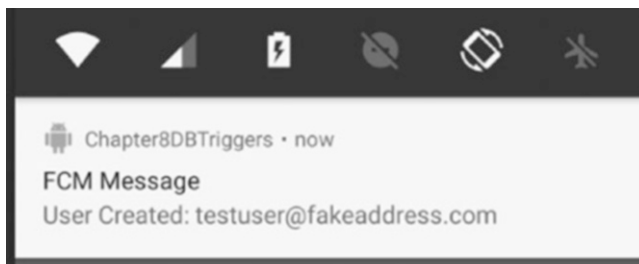 Chapter8DBTriggers • now
FCM Message
User Created: testuser@fakeaddress.com